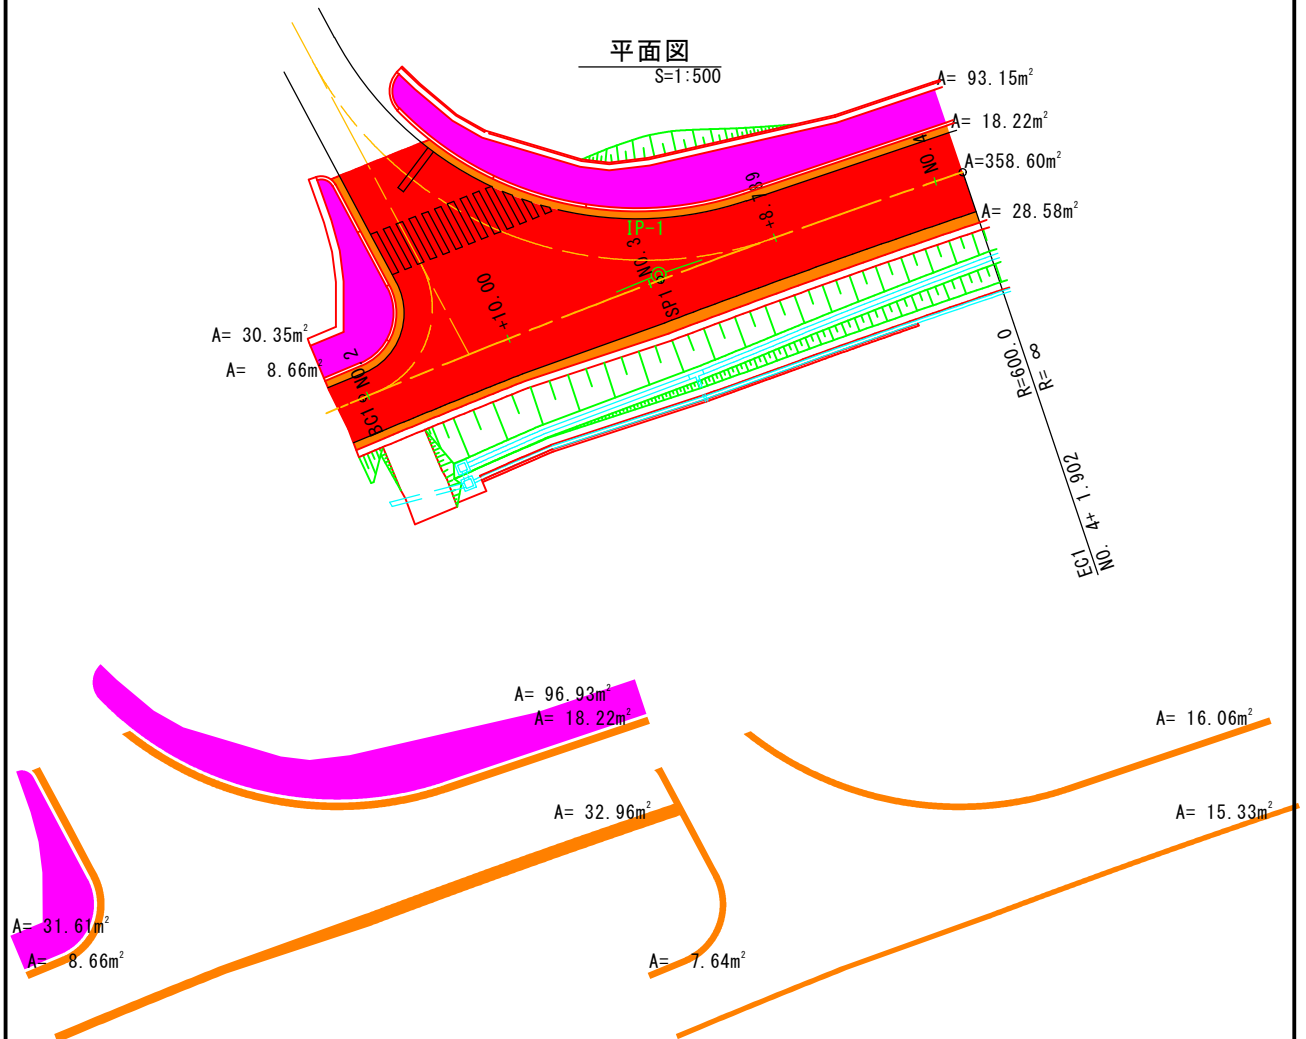 平面図
S=1:500
A= 93.15m²
A= 18.22m²
A=358.60m²
NO. 4
+8.789
A= 28.58m²
IP-1
NO. 3
SP1
+10.00
A= 30.35m²
A= 8.66m²
NO.2
BC1
R=600.0
R= ∞
EC1
NO. 4+ 1.902
A= 96.93m²
A= 18.22m²
A= 16.06m²
A= 32.96m²
A= 15.33m²
A= 31.61m²
A= 8.66m²
A= 7.64m²